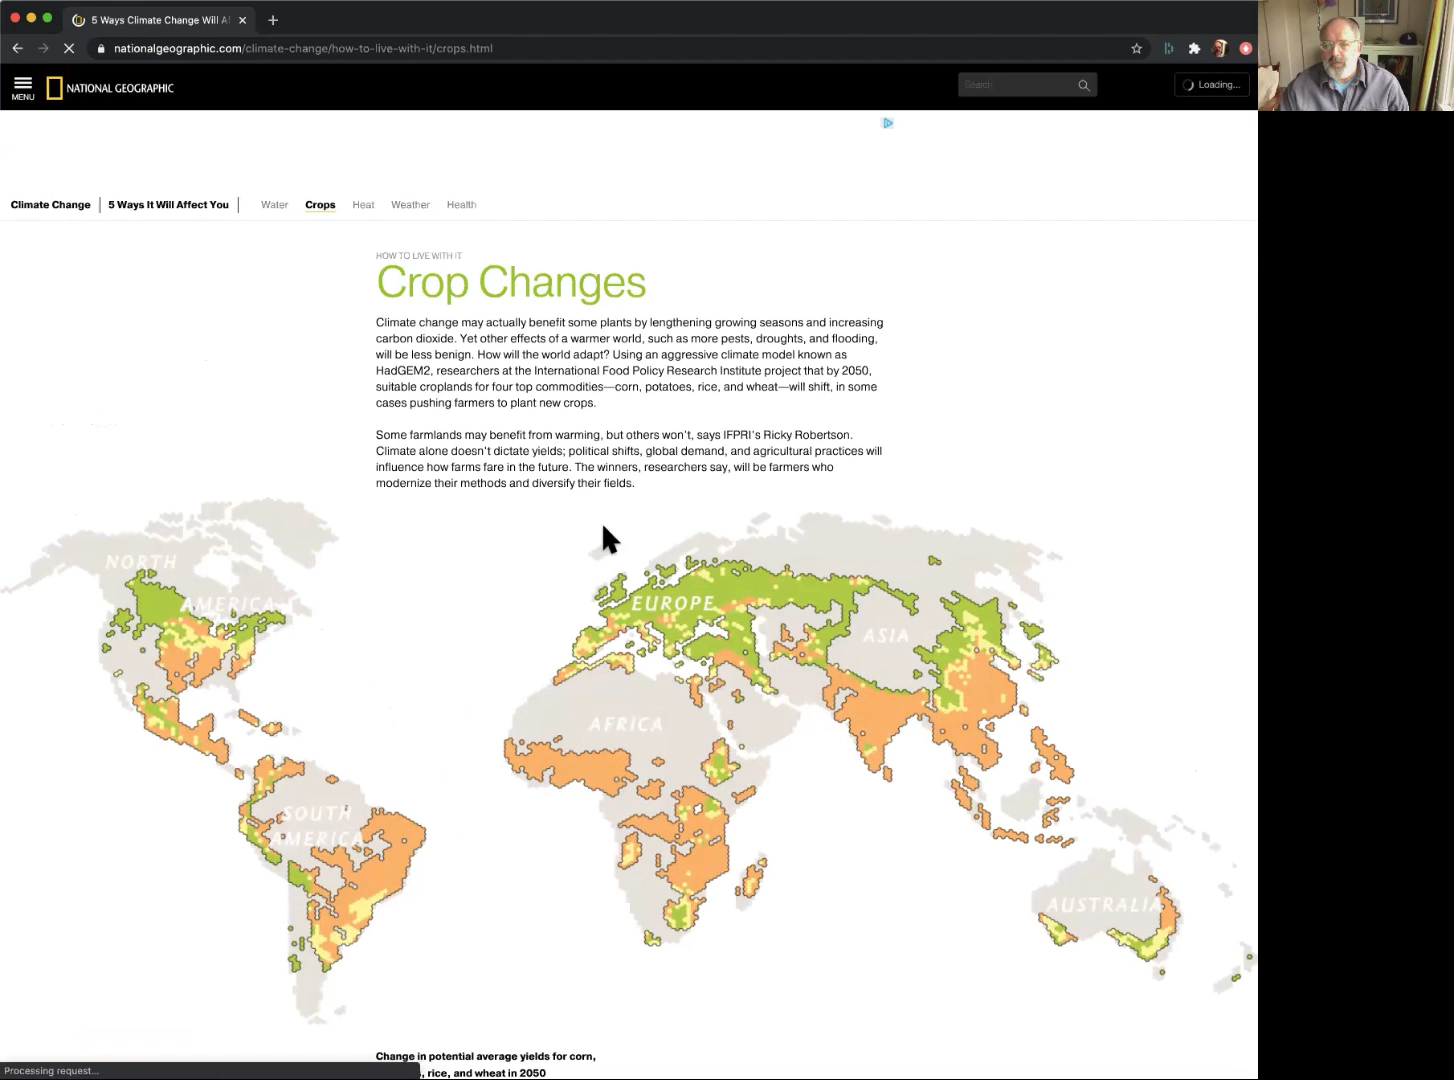 5 Ways Climate Change Will Af
nationalgeographic.com/climate-change/how-to-live-with-it/crops.html
MENU
NATIONAL GEOGRAPHIC
Search
Loading...
Climate Change
5 Ways It Will Affect You
Water
Crops
Heat
Weather
Health
HOW TO LIVE WITH IT
Crop Changes
Climate change may actually benefit some plants by lengthening growing seasons and increasing
carbon dioxide. Yet other effects of a warmer world, such as more pests, droughts, and flooding,
will be less benign. How will the world adapt? Using an aggressive climate model known as
HadGEM2, researchers at the International Food Policy Research Institute project that by 2050,
suitable croplands for four top commodities—corn, potatoes, rice, and wheat—will shift, in some
cases pushing farmers to plant new crops.
Some farmlands may benefit from warming, but others won't, says IFPRI's Ricky Robertson.
Climate alone doesn't dictate yields; political shifts, global demand, and agricultural practices will
influence how farms fare in the future. The winners, researchers say, will be farmers who
modernize their methods and diversify their fields.
NORTH
AMERICA
EUROPE
ASIA
AFRICA
SOUTH
AMERICA
AUSTRALIA
Change in potential average yields for corn,
, rice, and wheat in 2050
Processing request...